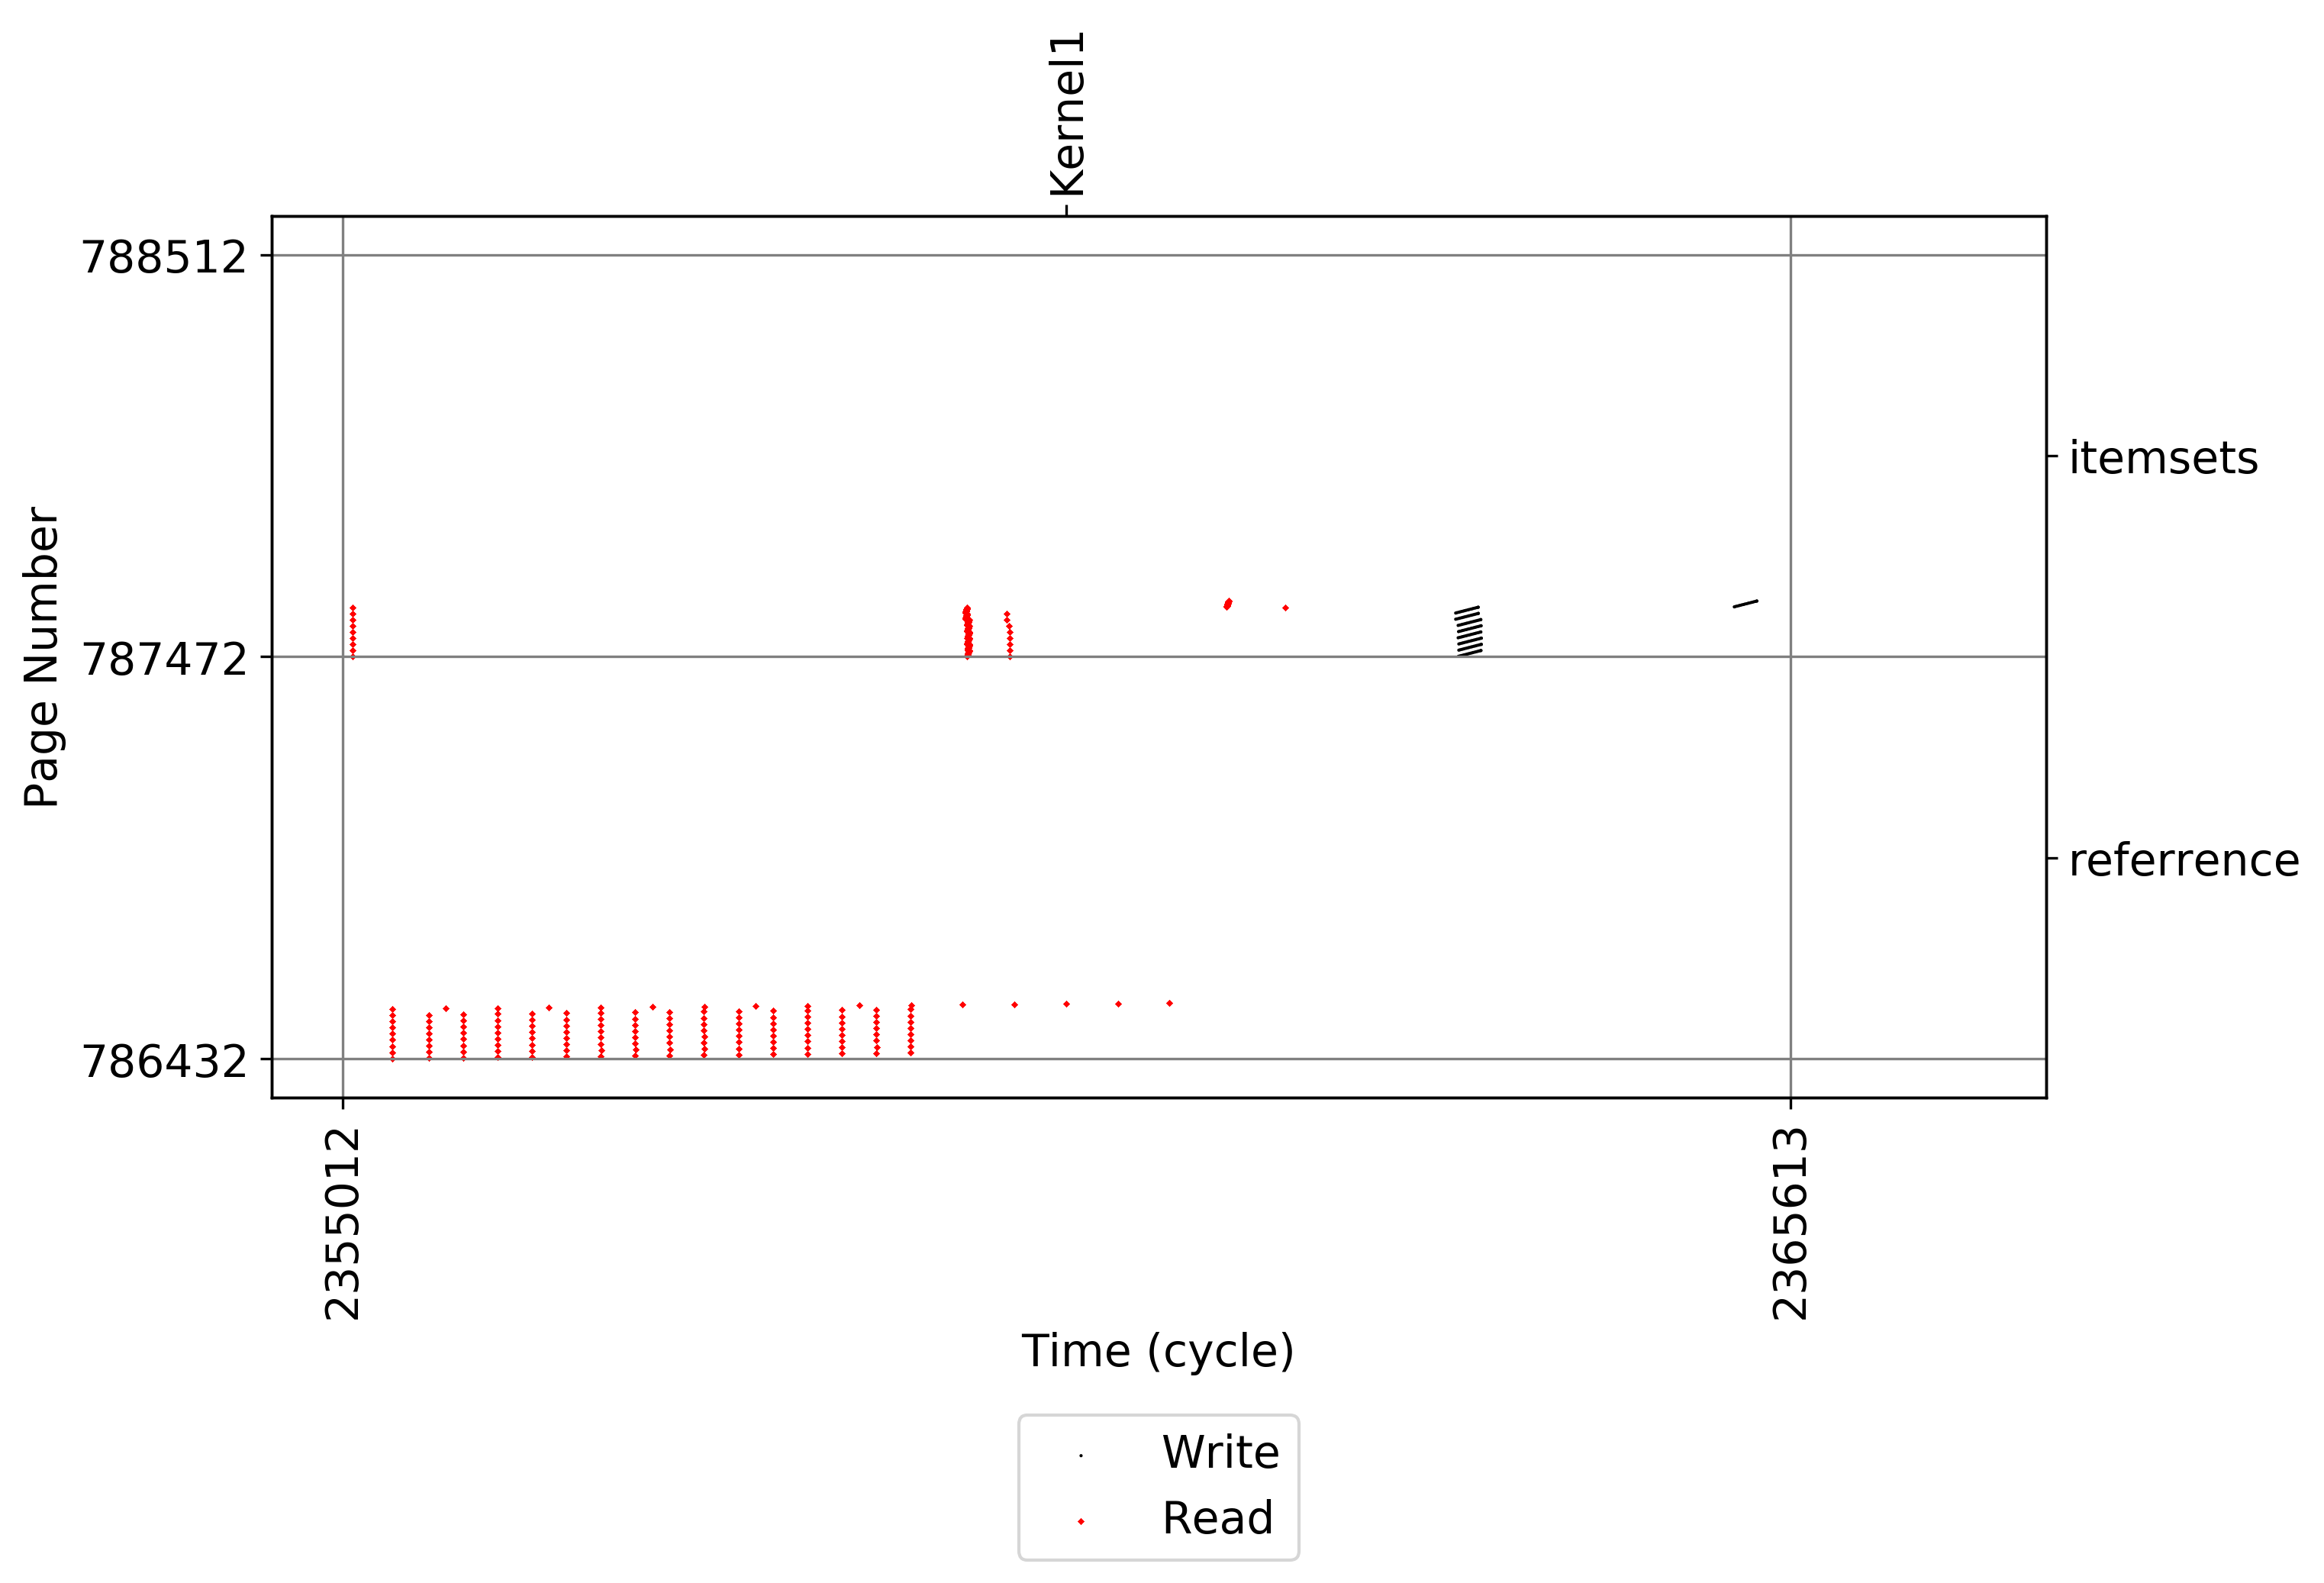 Kernel1
788512
itemsets
787472
Page Number
referrence
786432
2355012
2365613
Time (cycle)
Write
Read